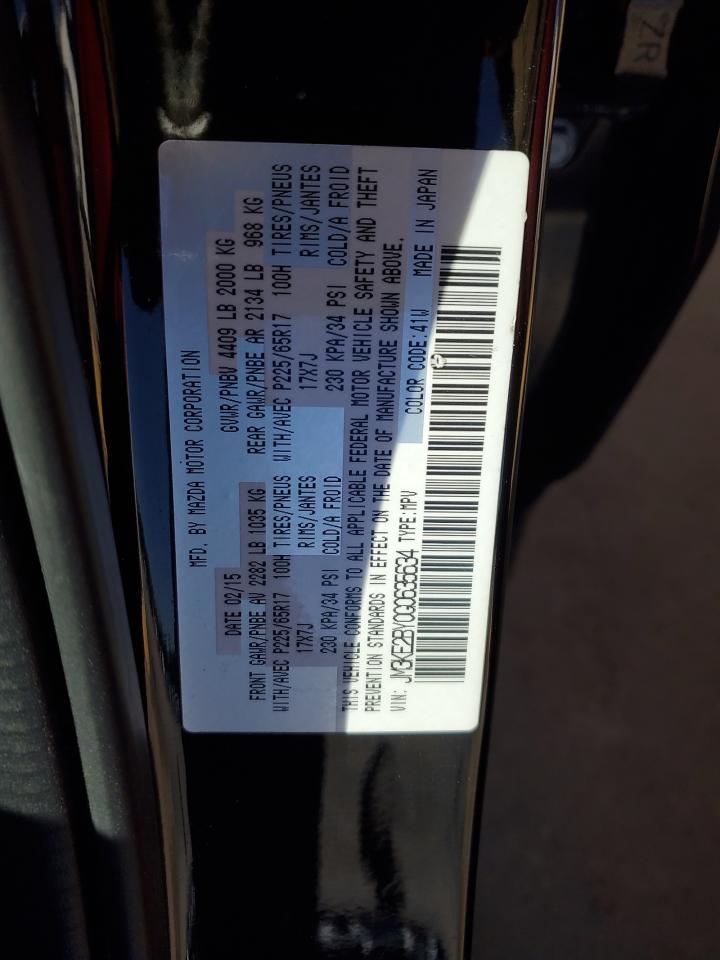 MFD. BY MAZDA MOTOR CORPORATION
DATE 02/15 GVWR/PNBV 4409 LB 2000 KG
FRONT GAWR/PNBE AV 2282 LB 1035 KG REAR GAWR/PNBE AR 2134 LB 968 KG
WITH/AVEC P225/65R17 100H TIRES/PNEUS WITH/AVEC P225/65R17 100H TIRES/PNEUS
17X7J RIMS/JANTES 17X7J RIMS/JANTES
230 KPA/34 PSI COLD/A FROID 230 KPA/34 PSI COLD/A FROID
THIS VEHICLE CONFORMS TO ALL APPLICABLE FEDERAL MOTOR VEHICLE SAFETY AND THEFT
PREVENTION STANDARDS IN EFFECT ON THE DATE OF MANUFACTURE SHOWN ABOVE.
VIN: JM3KE2BY0G0635634 TYPE:MPV COLOR CODE:41W MADE IN JAPAN
ZR